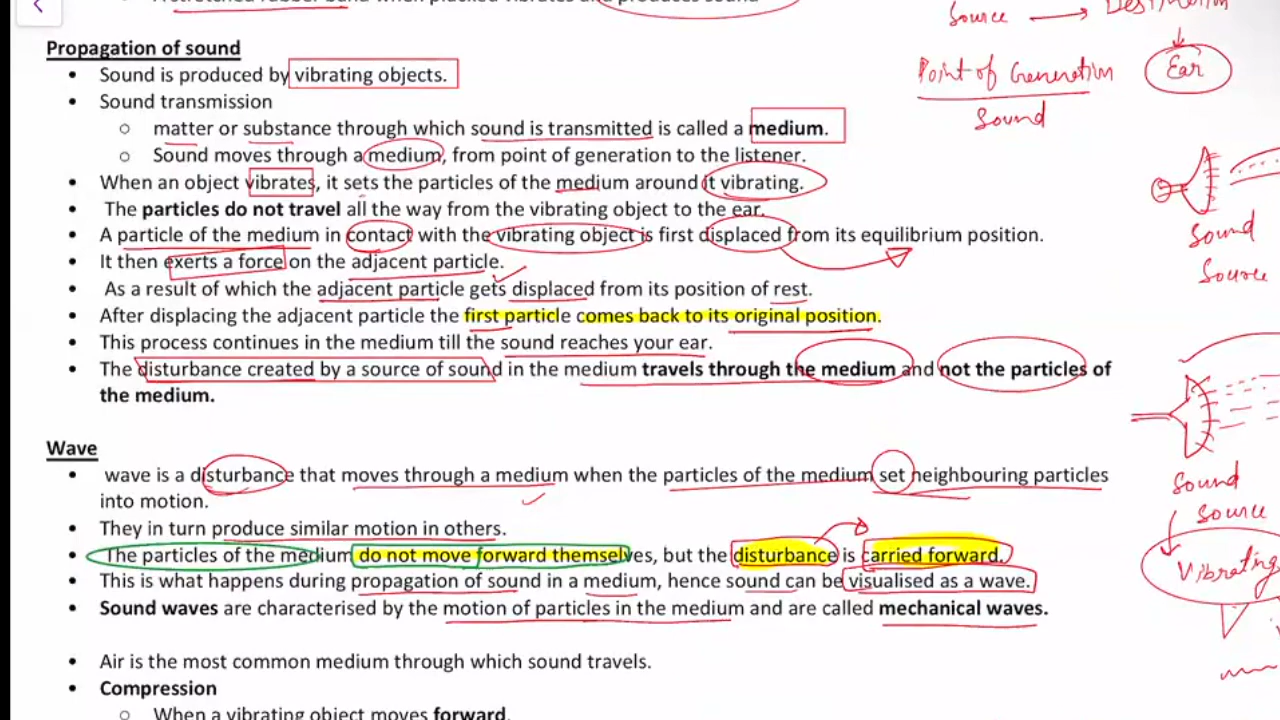 Propagation of sound
• Sound is produced by vibrating objects.
• Sound transmission
○ matter or substance through which sound is transmitted is called a medium.
○ Sound moves through a medium, from point of generation to the listener.
• When an object vibrates, it sets the particles of the medium around it vibrating.
• The particles do not travel all the way from the vibrating object to the ear.
• A particle of the medium in contact with the vibrating object is first displaced from its equilibrium position.
• It then exerts a force on the adjacent particle.
• As a result of which the adjacent particle gets displaced from its position of rest.
• After displacing the adjacent particle the first particle comes back to its original position.
• This process continues in the medium till the sound reaches your ear.
• The disturbance created by a source of sound in the medium travels through the medium and not the particles of
the medium.
Wave
• wave is a disturbance that moves through a medium when the particles of the medium set neighbouring particles
into motion.
• They in turn produce similar motion in others.
• The particles of the medium do not move forward themselves, but the disturbance is carried forward.
• This is what happens during propagation of sound in a medium, hence sound can be visualised as a wave.
• Sound waves are characterised by the motion of particles in the medium and are called mechanical waves.
• Air is the most common medium through which sound travels.
• Compression
○ When a vibrating object moves forward,
Source
Ear
Point of Generation
Sound
Sound
Source
Sound
Source
Vibrating